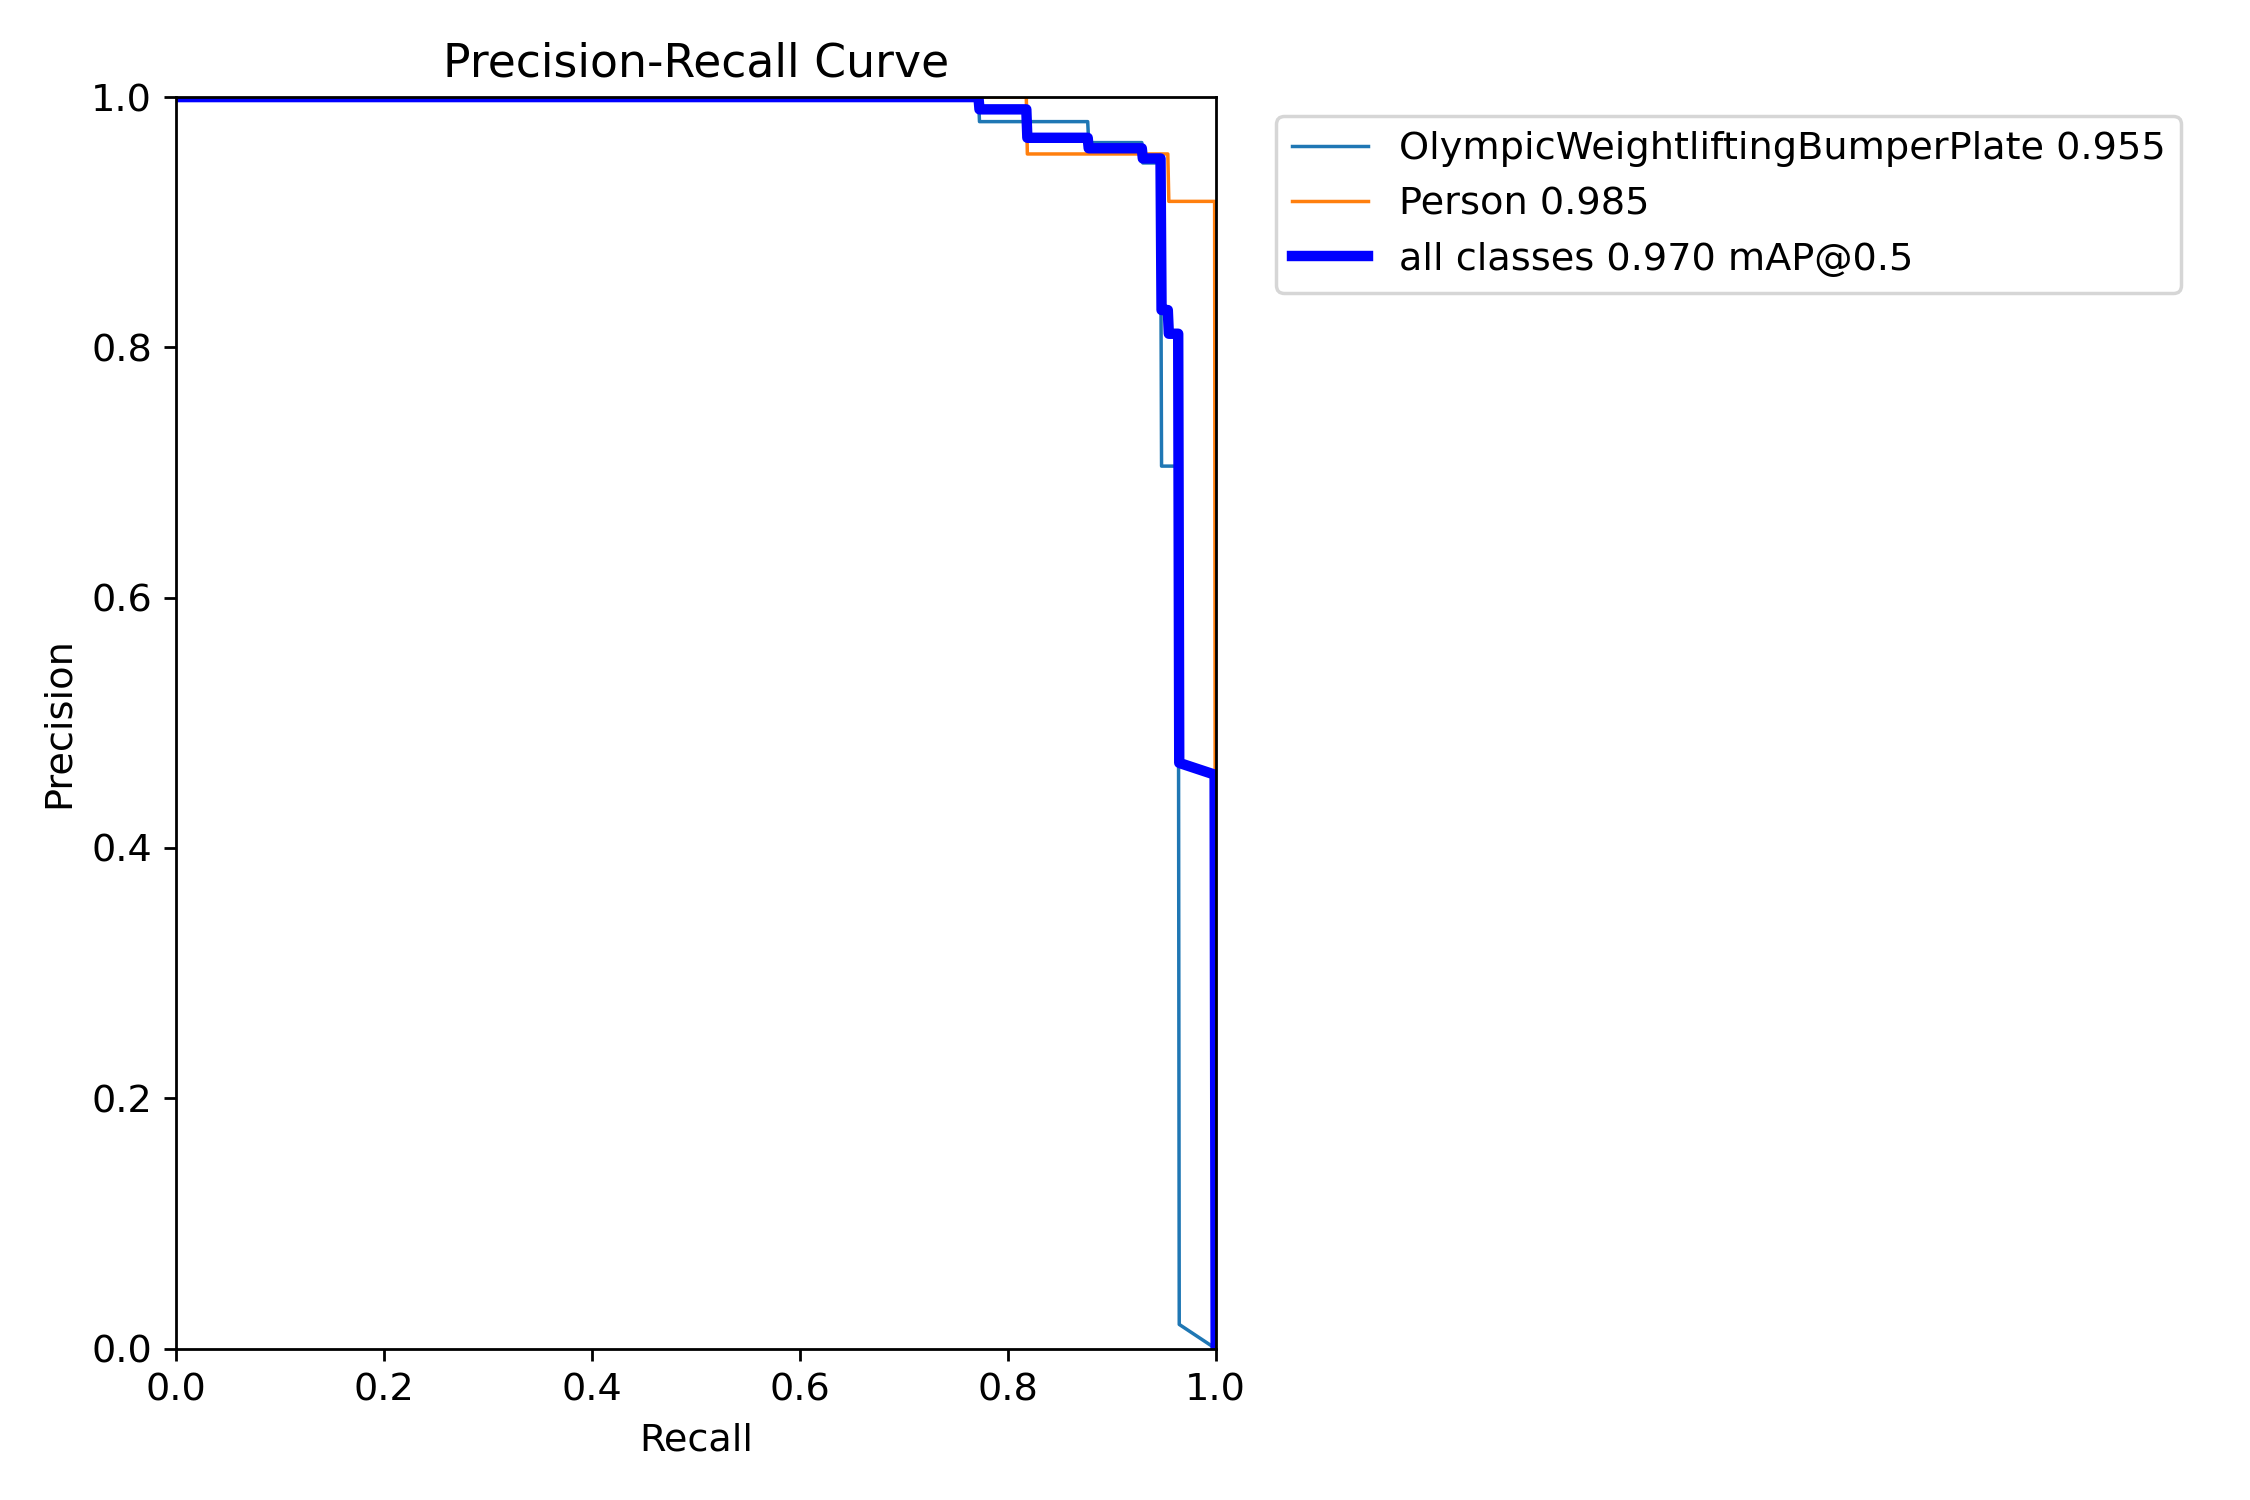 Precision-Recall Curve
OlympicWeightliftingBumperPlate 0.955
Person 0.985
all classes 0.970 mAP@0.5
1.0
0.8
0.6
0.4
0.2
0.0
Precision
0.0 0.2 0.4 0.6 0.8 1.0
Recall